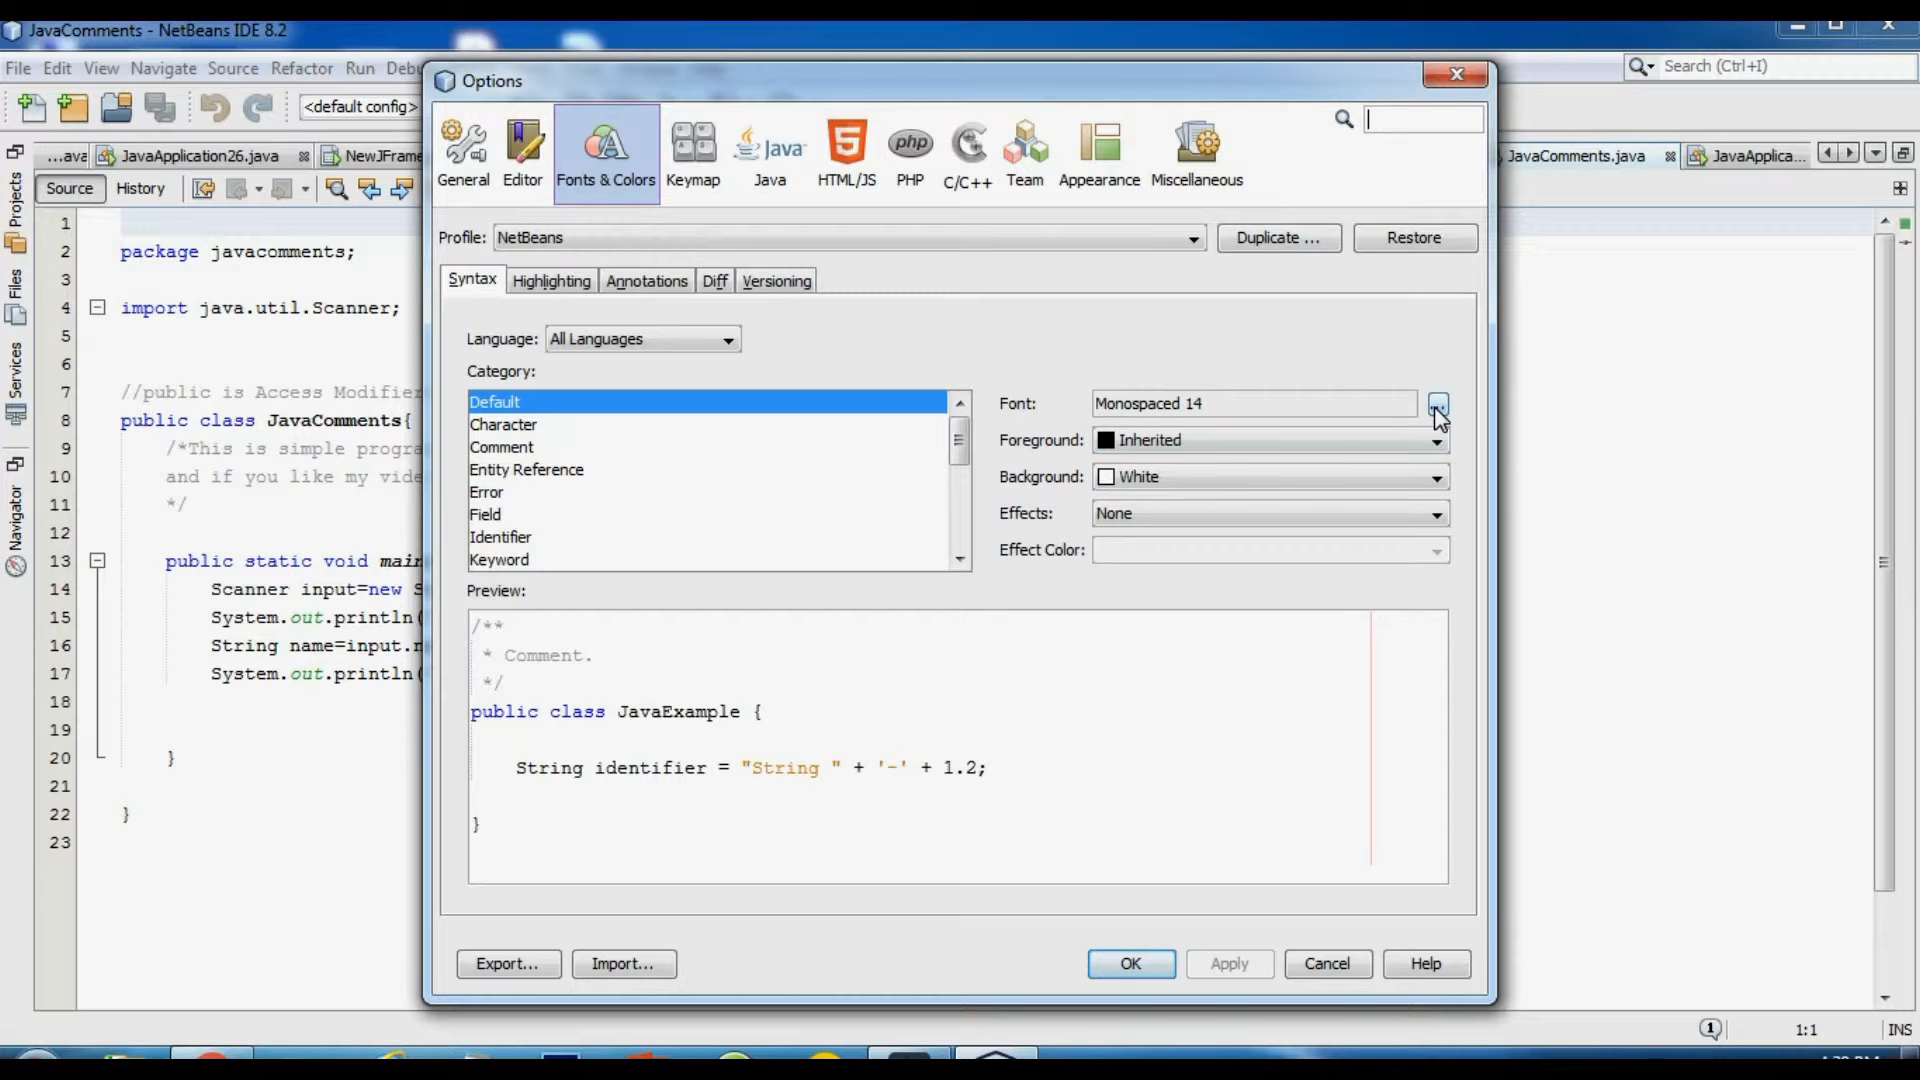 JavaComments - NetBeans IDE 8.2
File Edit View Navigate Source Refactor Run Debu
Search (Ctrl+I)
<default config>
...ava JavaApplication26.java NewJFrame
JavaComments.java JavaApplica...
Source History
Projects
Files
Services
Navigator
1
2 package javacomments;
3
4 import java.util.Scanner;
5
6
7 //public is Access Modifier
8 public class JavaComments{
9 /*This is simple progra
10 and if you like my vide
11 */
12
13 public static void main
14 Scanner input=new S
15 System.out.println(
16 String name=input.n
17 System.out.println(
18
19
20 }
21
22 }
23
Options
General Editor Fonts & Colors Keymap Java HTML/JS PHP C/C++ Team Appearance Miscellaneous
Profile: NetBeans Duplicate ... Restore
Syntax Highlighting Annotations Diff Versioning
Language: All Languages
Category:
Default
Character
Comment
Entity Reference
Error
Field
Identifier
Keyword
Font: Monospaced 14 ...
Foreground: Inherited
Background: White
Effects: None
Effect Color:
Preview:
/**
* Comment.
*/
public class JavaExample {
String identifier = "String " + '-' + 1.2;
}
Export... Import... OK Apply Cancel Help
1:1 INS